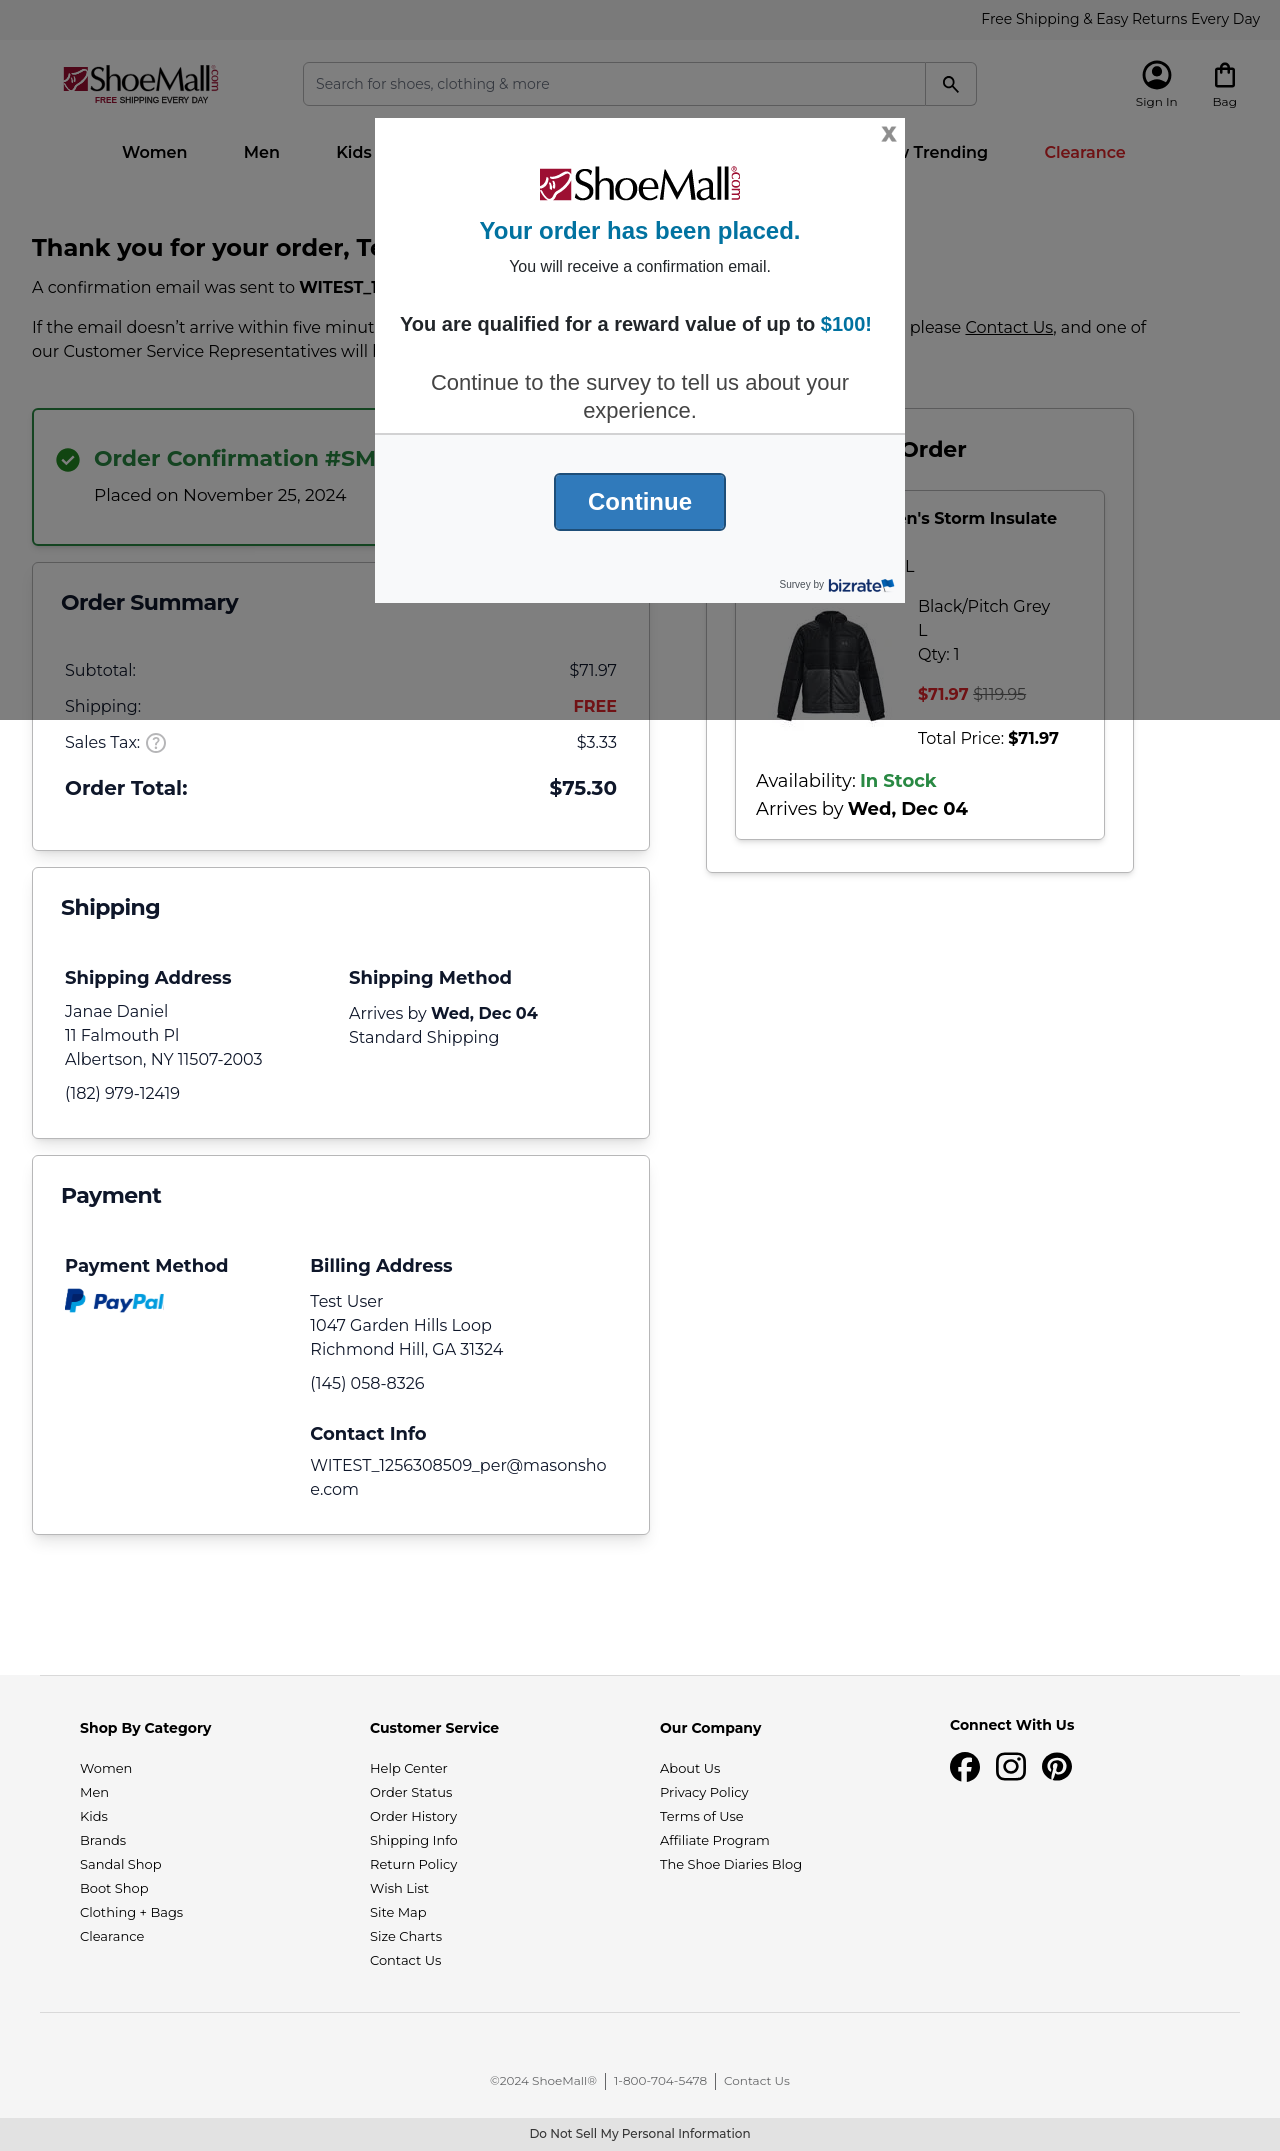 Free Shipping & Easy Returns Every Day
ShoeMall.com
FREE SHIPPING EVERY DAY
Search for shoes, clothing & more
Sign In
Bag
Women
Men
Kids
Trending
Clearance
X
ShoeMall.com
Your order has been placed.
You will receive a confirmation email.
You are qualified for a reward value of up to $100!
Continue to the survey to tell us about your
experience.
Continue
Survey by bizrate
Thank you for your order,
A confirmation email was sent to
If the email doesn’t arrive within five please Contact Us, and one of
our Customer Service Representatives will
Order Confirmation
Placed on November 25, 2024
Order Summary
Subtotal: $71.97
Shipping: FREE
Sales Tax: ? $3.33
Order Total: $75.30
Shipping
Shipping Address
Janae Daniel
11 Falmouth Pl
Albertson, NY 11507-2003
(182) 979-12419
Shipping Method
Arrives by Wed, Dec 04
Standard Shipping
Payment
Payment Method
PayPal
Billing Address
Test User
1047 Garden Hills Loop
Richmond Hill, GA 31324
(145) 058-8326
Contact Info
WITEST_1256308509_per@masonsho
e.com
Order
Storm Insulate
L
Black/Pitch Grey
L
Qty: 1
$71.97 $119.95
Total Price: $71.97
Availability: In Stock
Arrives by Wed, Dec 04
Shop By Category
Women
Men
Kids
Brands
Sandal Shop
Boot Shop
Clothing + Bags
Clearance
Customer Service
Help Center
Order Status
Order History
Shipping Info
Return Policy
Wish List
Site Map
Size Charts
Contact Us
Our Company
About Us
Privacy Policy
Terms of Use
Affiliate Program
The Shoe Diaries Blog
Connect With Us
©2024 ShoeMall® | 1-800-704-5478 | Contact Us
Do Not Sell My Personal Information